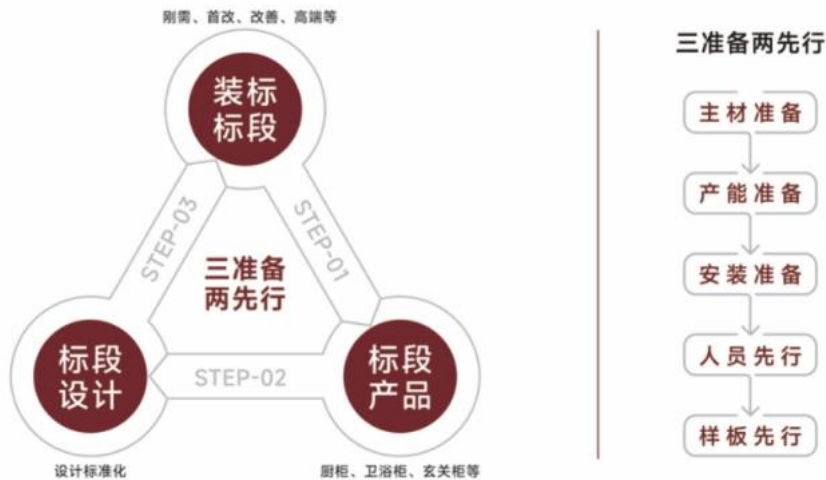 刚需、首改、改善、高端等
装标
标段
STEP-03
STEP-01
三准备
两先行
标段
设计
STEP-02
标段
产品
设计标准化
厨柜、卫浴柜、玄关柜等
三准备两先行
主材准备
产能准备
安装准备
人员先行
样板先行